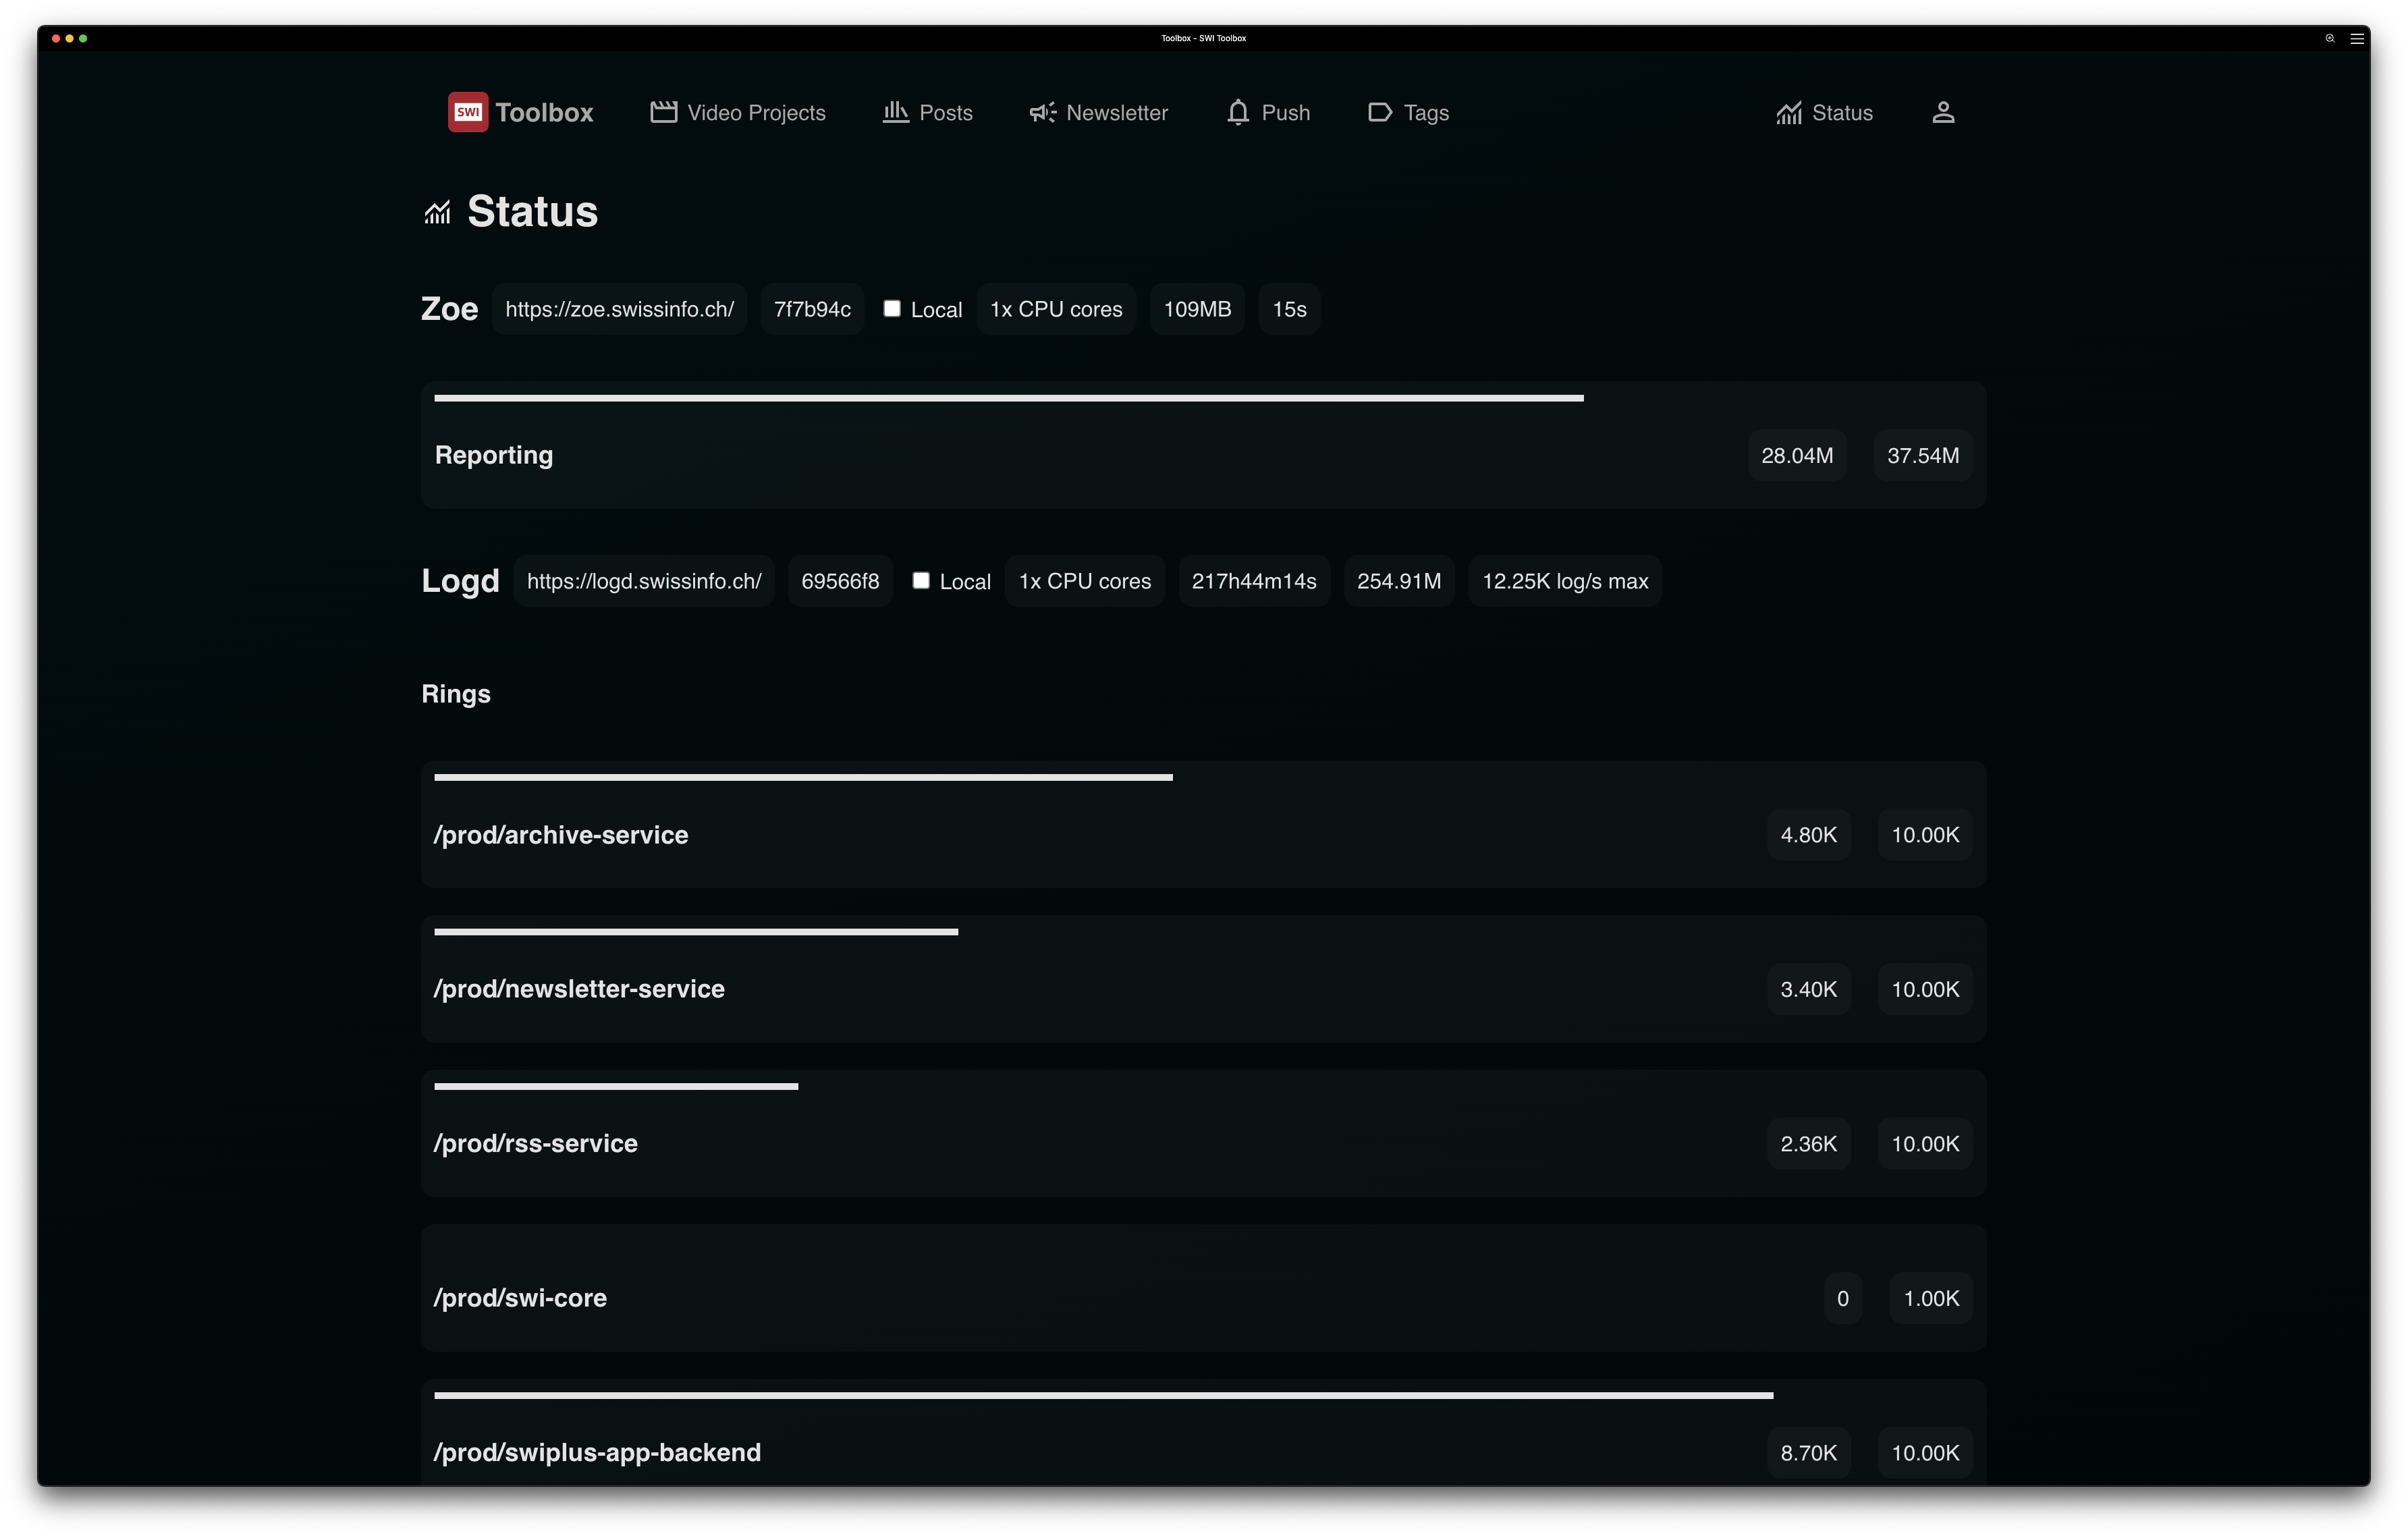 Toolbox - SWI Toolbox
SWI Toolbox Video Projects Posts Newsletter Push Tags Status
Status
Zoe https://zoe.swissinfo.ch/ 7f7b94c Local 1x CPU cores 109MB 15s
Reporting 28.04M 37.54M
Logd https://logd.swissinfo.ch/ 69566f8 Local 1x CPU cores 217h44m14s 254.91M 12.25K log/s max
Rings
/prod/archive-service 4.80K 10.00K
/prod/newsletter-service 3.40K 10.00K
/prod/rss-service 2.36K 10.00K
/prod/swi-core 0 1.00K
/prod/swiplus-app-backend 8.70K 10.00K